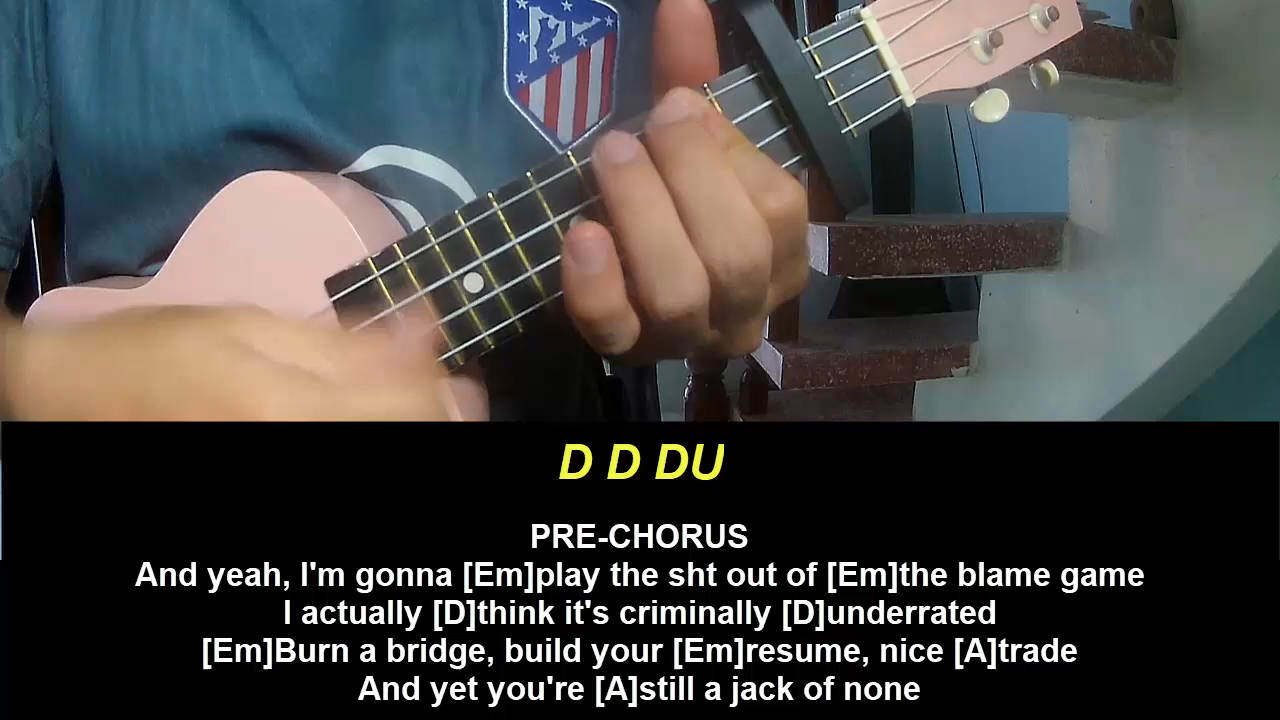 D D DU
PRE-CHORUS
And yeah, I'm gonna [Em]play the sht out of [Em]the blame game
I actually [D]think it's criminally [D]underrated
[Em]Burn a bridge, build your [Em]resume, nice [A]trade
And yet you're [A]still a jack of none